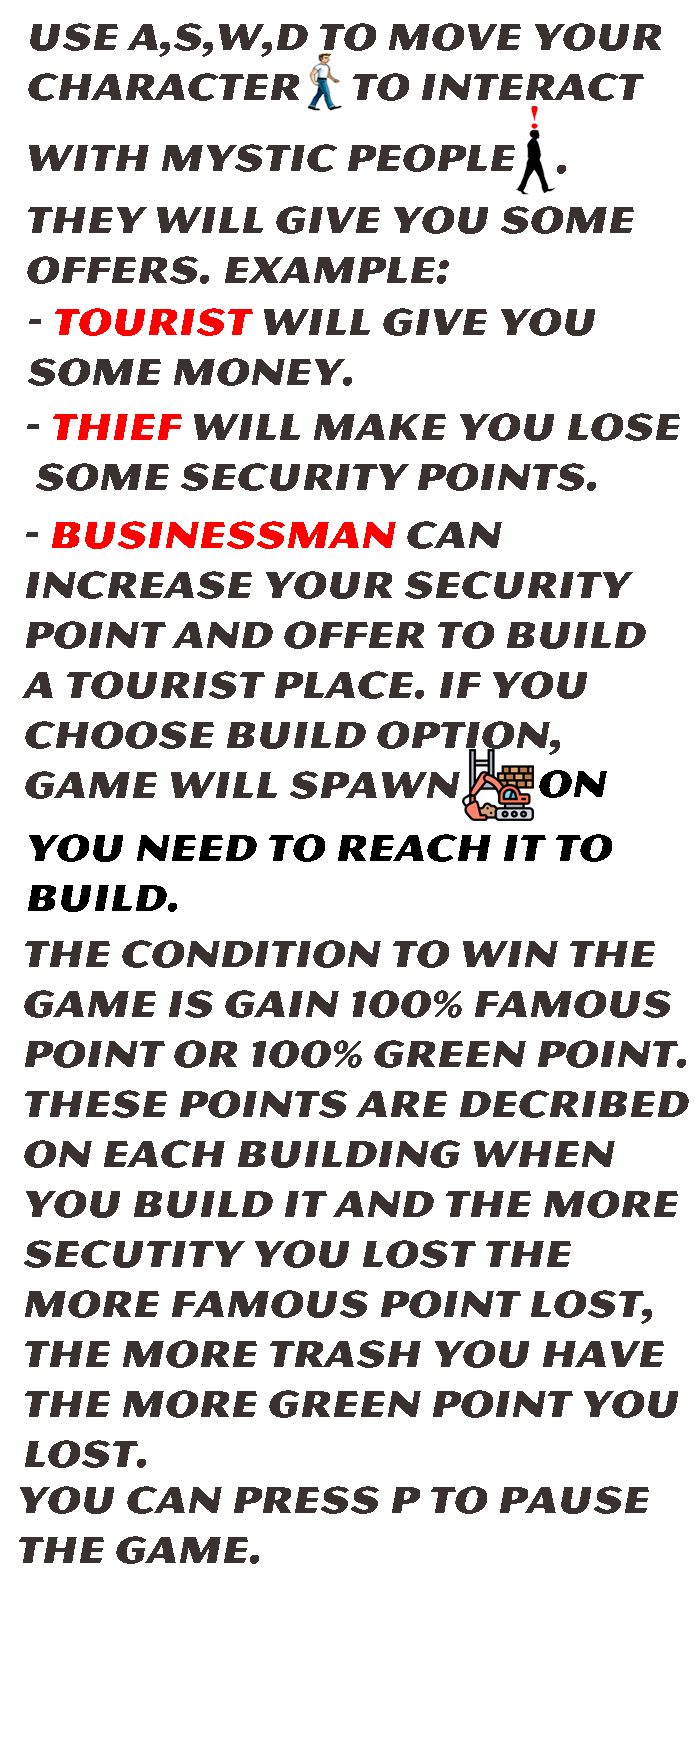 USE A,S,W,D TO MOVE YOUR
CHARACTER TO INTERACT
WITH MYSTIC PEOPLE .
THEY WILL GIVE YOU SOME
OFFERS. EXAMPLE:
- TOURIST WILL GIVE YOU
SOME MONEY.
- THIEF WILL MAKE YOU LOSE
SOME SECURITY POINTS.
- BUSINESSMAN CAN
INCREASE YOUR SECURITY
POINT AND OFFER TO BUILD
A TOURIST PLACE. IF YOU
CHOOSE BUILD OPTION,
GAME WILL SPAWN ON
YOU NEED TO REACH IT TO
BUILD.
THE CONDITION TO WIN THE
GAME IS GAIN 100% FAMOUS
POINT OR 100% GREEN POINT.
THESE POINTS ARE DECRIBED
ON EACH BUILDING WHEN
YOU BUILD IT AND THE MORE
SECUTITY YOU LOST THE
MORE FAMOUS POINT LOST,
THE MORE TRASH YOU HAVE
THE MORE GREEN POINT YOU
LOST.
YOU CAN PRESS P TO PAUSE
THE GAME.